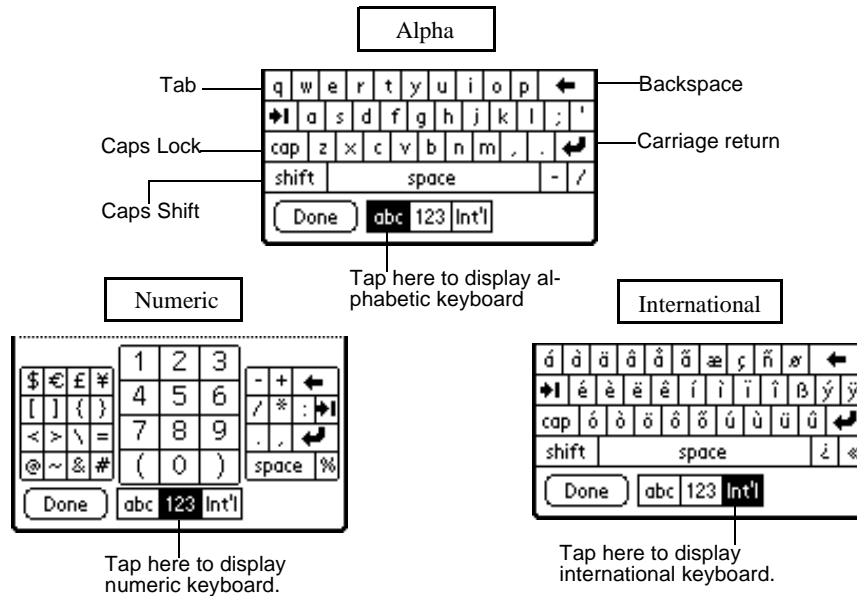 Alpha
Tab
Backspace
q w e r t y u i o p
a s d f g h j k l ; '
Caps Lock
Carriage return
cap z x c v b n m , .
shift space - /
Caps Shift
Done abc 123 Int'l
Tap here to display al-
phabetic keyboard
Numeric
1 2 3
$ € £ ¥
- +
4 5 6
[ ] { }
/ * :
7 8 9
< > \ =
. ,
( 0 )
@ ~ & #
space %
Done abc 123 Int'l
Tap here to display
numeric keyboard.
International
á à ä â å ã æ ç ñ ø
é è ë ê í ì ï î ß ý ÿ
cap ó ò ö ô õ ú ù ü û
shift space ¿ «
Done abc 123 Int'l
Tap here to display
international keyboard.